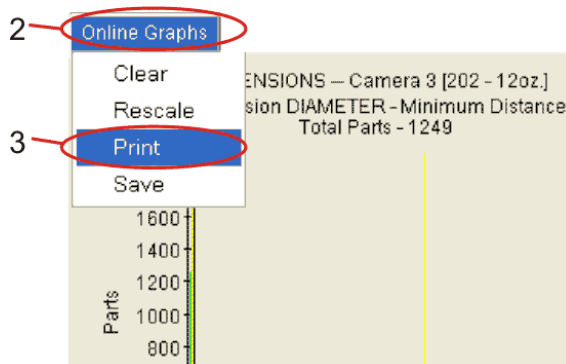 2
Online Graphs
Clear
Rescale
3
Print
Save
ENSIONS – Camera 3 [202 - 12oz.]
sion DIAMETER - Minimum Distance
Total Parts - 1249
1600
1400
1200
1000
800
Parts